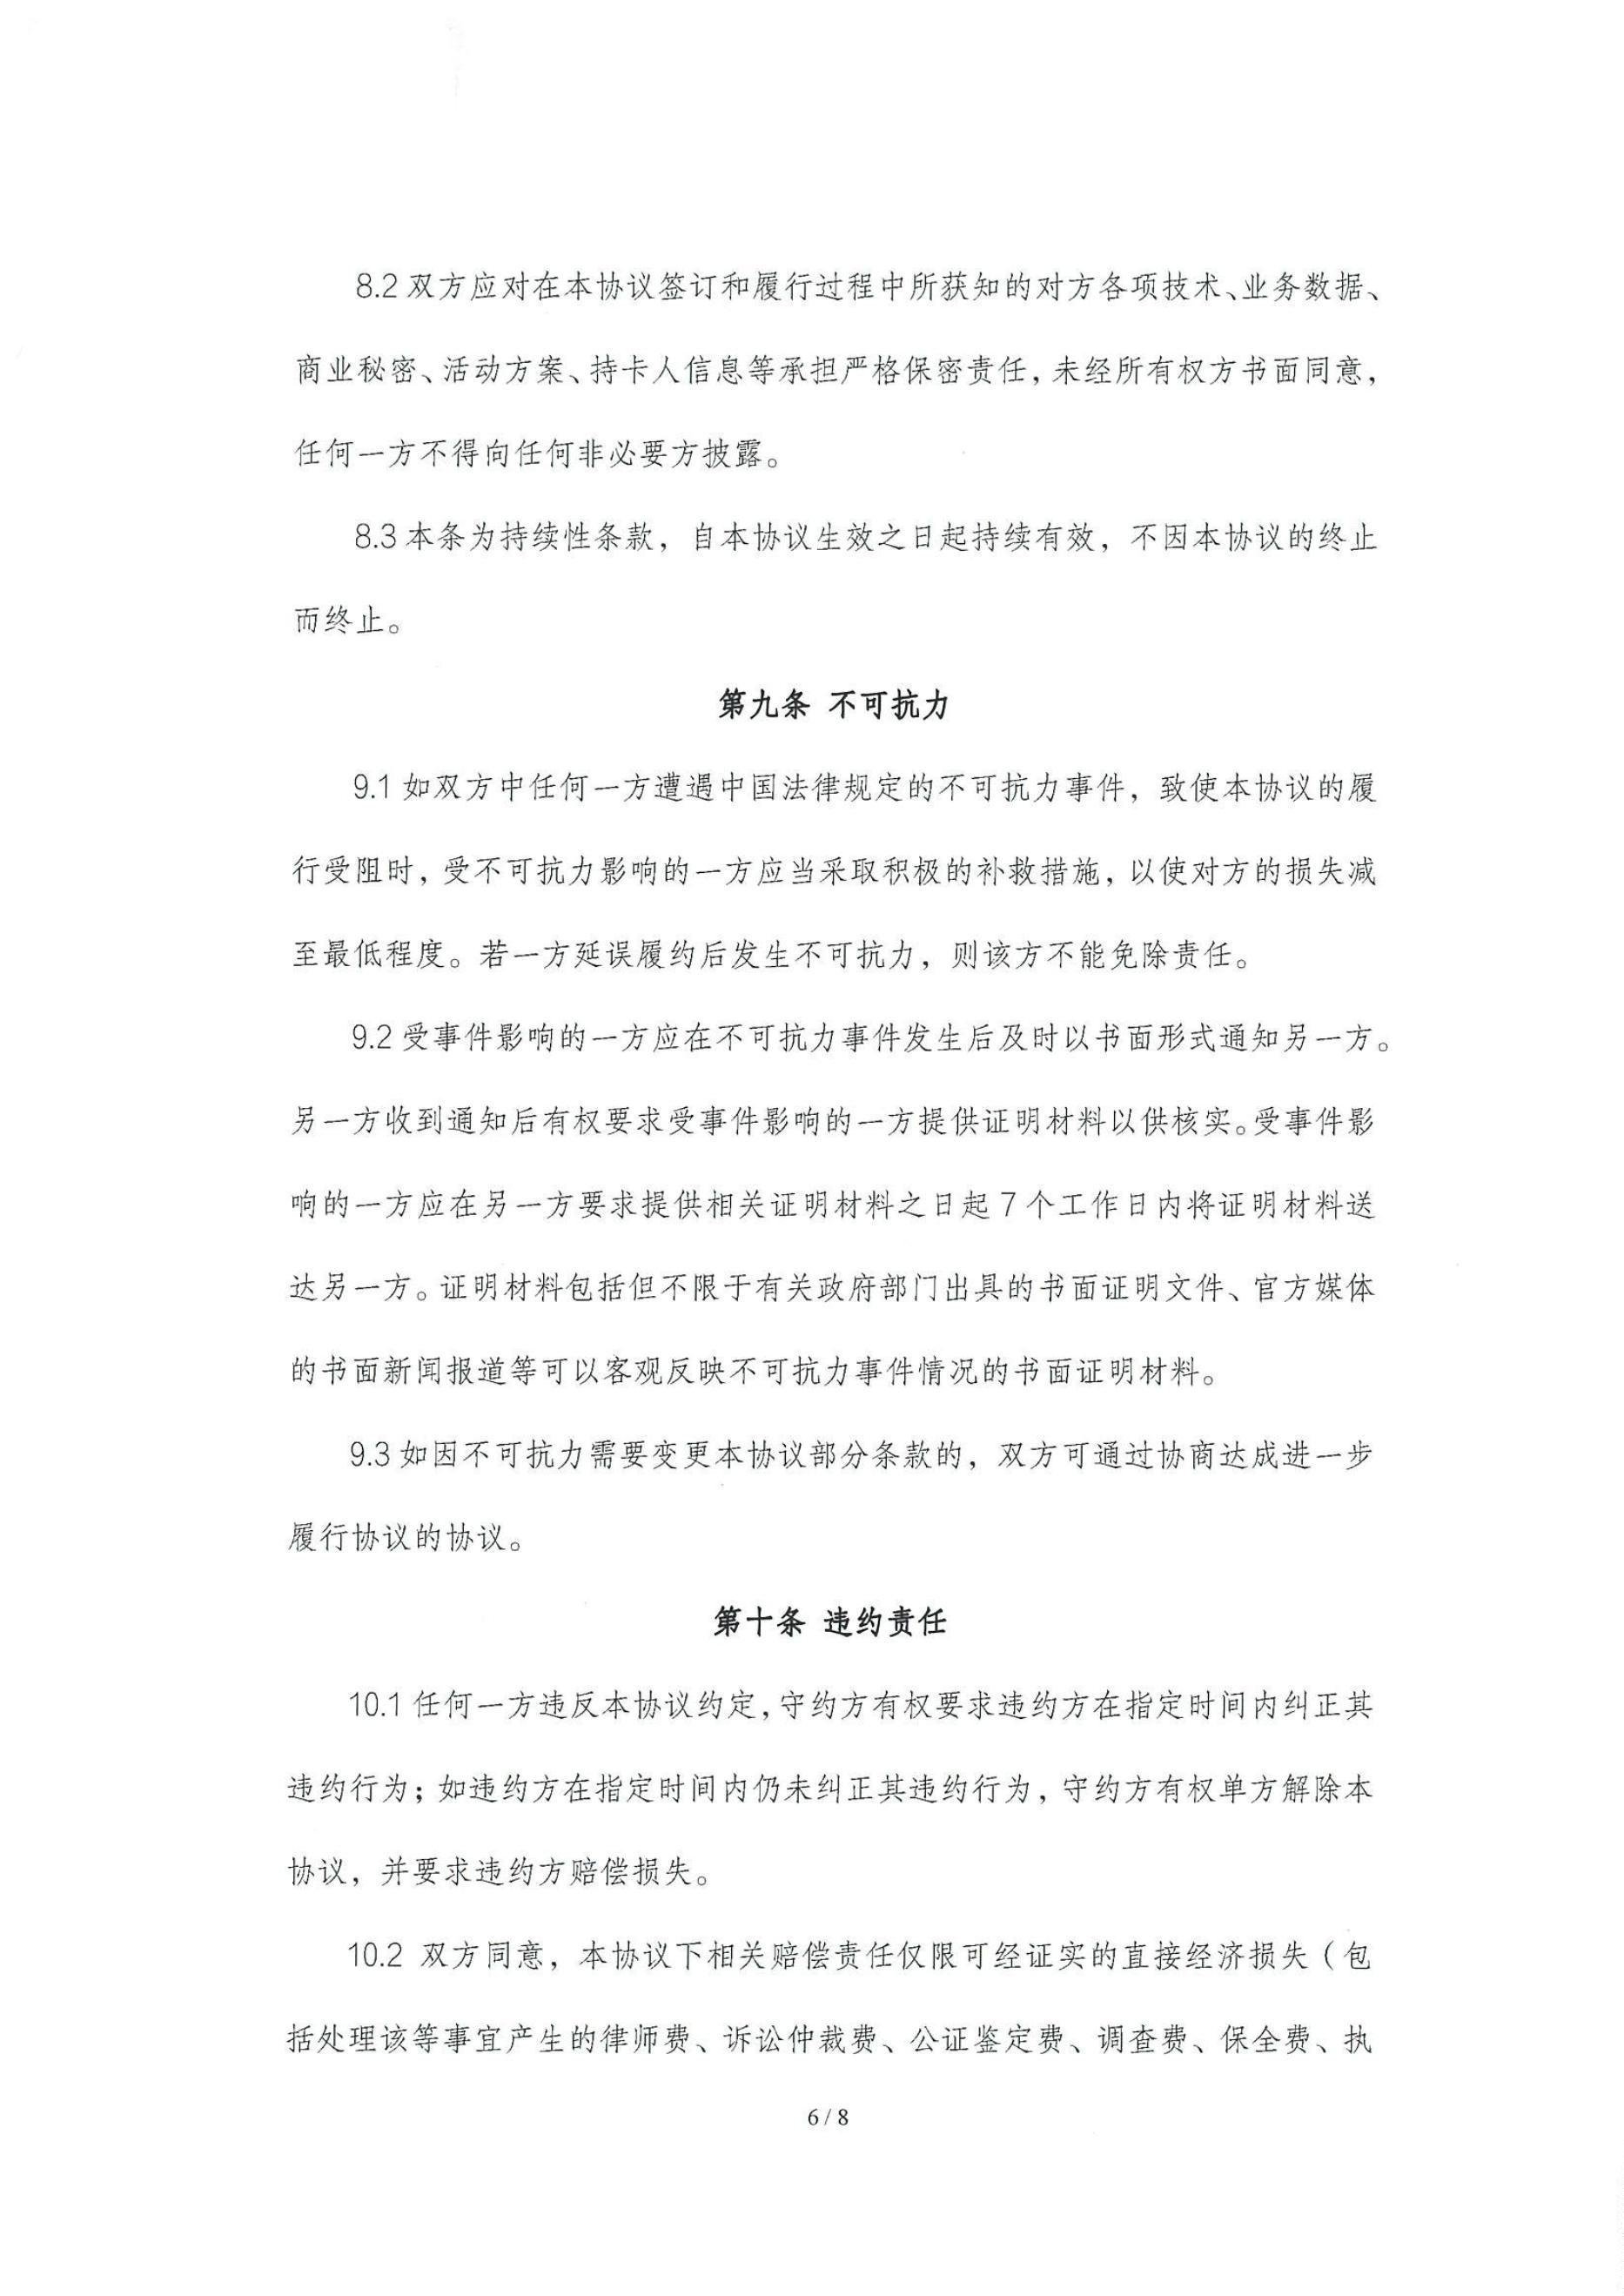 8.2 双方应对在本协议签订和履行过程中所获知的对方各项技术、业务数据、
商业秘密、活动方案、持卡人信息等承担严格保密责任，未经所有权方书面同意，
任何一方不得向任何非必要方披露。
8.3 本条为持续性条款，自本协议生效之日起持续有效，不因本协议的终止
而终止。
第九条 不可抗力
9.1 如双方中任何一方遭遇中国法律规定的不可抗力事件，致使本协议的履
行受阻时，受不可抗力影响的一方应当采取积极的补救措施，以使对方的损失减
至最低程度。若一方延误履约后发生不可抗力，则该方不能免除责任。
9.2 受事件影响的一方应在不可抗力事件发生后及时以书面形式通知另一方。
另一方收到通知后有权要求受事件影响的一方提供证明材料以供核实。受事件影
响的一方应在另一方要求提供相关证明材料之日起 7 个工作日内将证明材料送
达另一方。证明材料包括但不限于有关政府部门出具的书面证明文件、官方媒体
的书面新闻报道等可以客观反映不可抗力事件情况的书面证明材料。
9.3 如因不可抗力需要变更本协议部分条款的，双方可通过协商达成进一步
履行协议的协议。
第十条 违约责任
10.1 任何一方违反本协议约定，守约方有权要求违约方在指定时间内纠正其
违约行为；如违约方在指定时间内仍未纠正其违约行为，守约方有权单方解除本
协议，并要求违约方赔偿损失。
10.2 双方同意，本协议下相关赔偿责任仅限可经证实的直接经济损失（包
括处理该等事宜产生的律师费、诉讼仲裁费、公证鉴定费、调查费、保全费、执
6 / 8